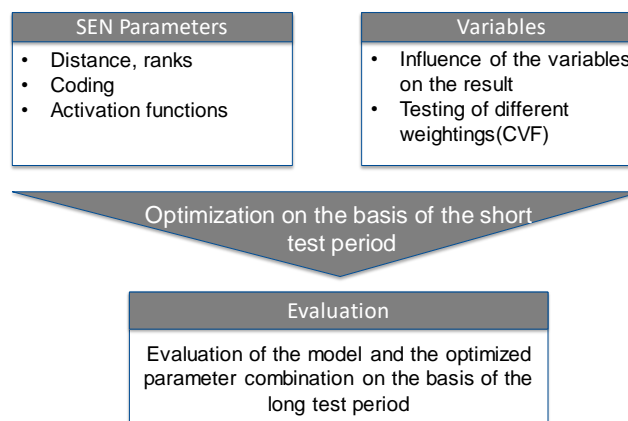 SEN Parameters
• Distance, ranks
• Coding
• Activation functions
Variables
• Influence of the variables
on the result
• Testing of different
weightings(CVF)
Optimization on the basis of the short
test period
Evaluation
Evaluation of the model and the optimized
parameter combination on the basis of the
long test period